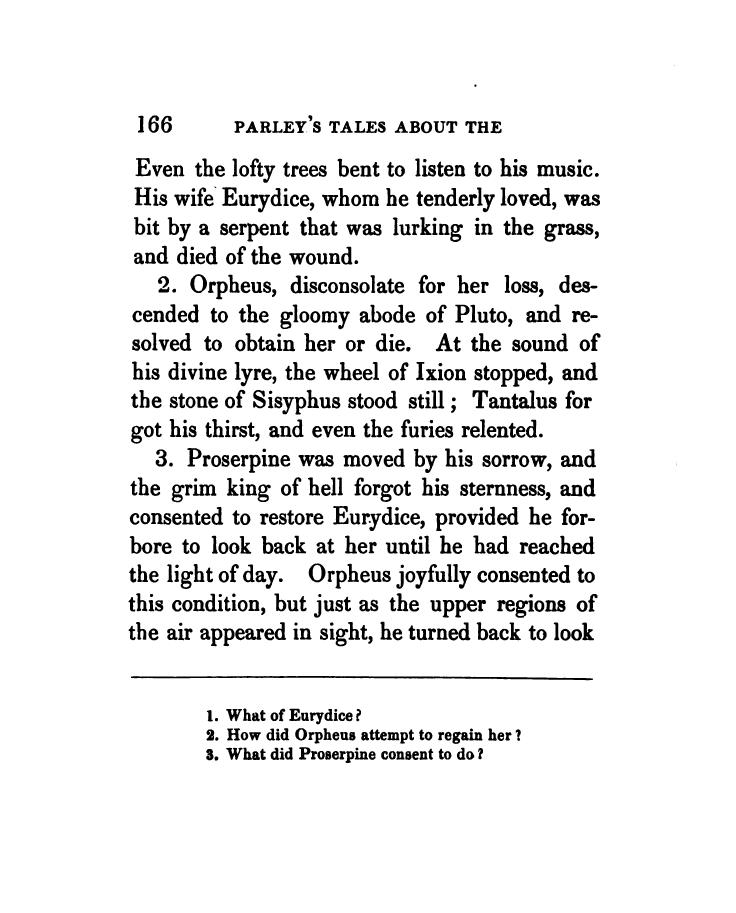 166 PARLEY'S TALES ABOUT THE
Even the lofty trees bent to listen to his music.
His wife Eurydice, whom he tenderly loved, was
bit by a serpent that was lurking in the grass,
and died of the wound.
2. Orpheus, disconsolate for her loss, des-
cended to the gloomy abode of Pluto, and re-
solved to obtain her or die. At the sound of
his divine lyre, the wheel of Ixion stopped, and
the stone of Sisyphus stood still; Tantalus for
got his thirst, and even the furies relented.
3. Proserpine was moved by his sorrow, and
the grim king of hell forgot his sternness, and
consented to restore Eurydice, provided he for-
bore to look back at her until he had reached
the light of day. Orpheus joyfully consented to
this condition, but just as the upper regions of
the air appeared in sight, he turned back to look
1. What of Eurydice?
2. How did Orpheus attempt to regain her?
3. What did Proserpine consent to do?